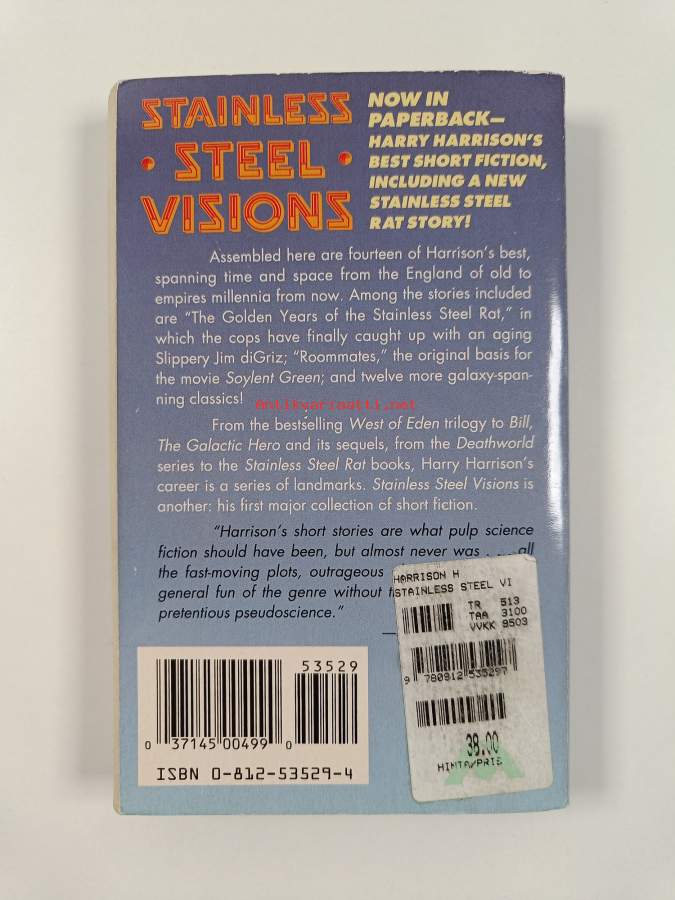 STAINLESS
• STEEL •
VISIONS
NOW IN
PAPERBACK—
HARRY HARRISON'S
BEST SHORT FICTION,
INCLUDING A NEW
STAINLESS STEEL
RAT STORY!
Assembled here are fourteen of Harrison's best,
spanning time and space from the England of old to
empires millennia from now. Among the stories included
are "The Golden Years of the Stainless Steel Rat," in
which the cops have finally caught up with an aging
Slippery Jim diGriz; "Roommates," the original basis for
the movie Soylent Green; and twelve more galaxy-span-
ning classics!
Antikvariaatti.net
From the bestselling West of Eden trilogy to Bill,
The Galactic Hero and its sequels, from the Deathworld
series to the Stainless Steel Rat books, Harry Harrison's
career is a series of landmarks. Stainless Steel Visions is
another: his first major collection of short fiction.
"Harrison's short stories are what pulp science
fiction should have been, but almost never was . . . all
the fast-moving plots, outrageous
general fun of the genre without
pretentious pseudoscience."
—
HARRISON H
STAINLESS STEEL VI
TR 513
TAA 3100
VVKK 9503
9 780812 535297
38.00
HINTA/PRIS
53529
0 37145 00499 0
ISBN 0-812-53529-4